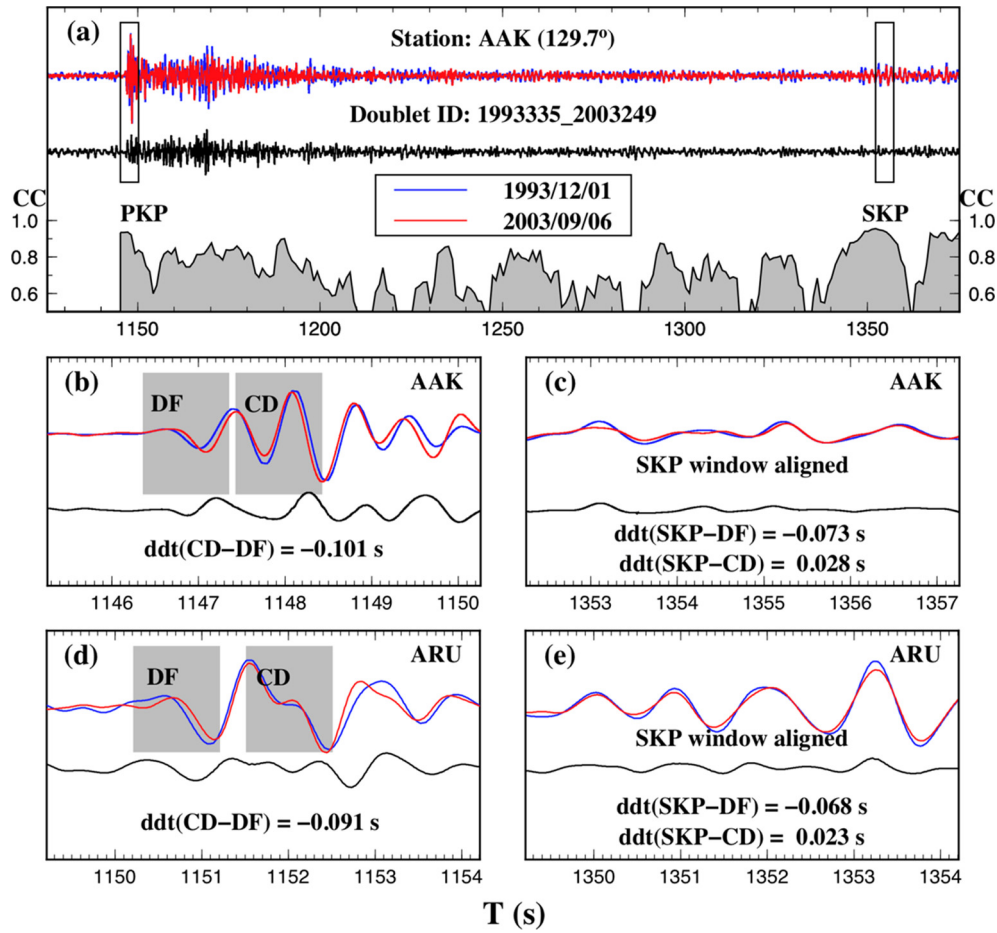 (a)
Station: AAK (129.7º)
Doublet ID: 1993335_2003249
1993/12/01
2003/09/06
CC
CC
PKP
SKP
1.0
0.8
0.6
1.0
0.8
0.6
1150 1200 1250 1300 1350
(b)
AAK
DF
CD
ddt(CD−DF) = −0.101 s
1146 1147 1148 1149 1150
(c)
AAK
SKP window aligned
ddt(SKP−DF) = −0.073 s
ddt(SKP−CD) = 0.028 s
1353 1354 1355 1356 1357
(d)
ARU
DF
CD
ddt(CD−DF) = −0.091 s
1150 1151 1152 1153 1154
(e)
ARU
SKP window aligned
ddt(SKP−DF) = −0.068 s
ddt(SKP−CD) = 0.023 s
1350 1351 1352 1353 1354
T (s)